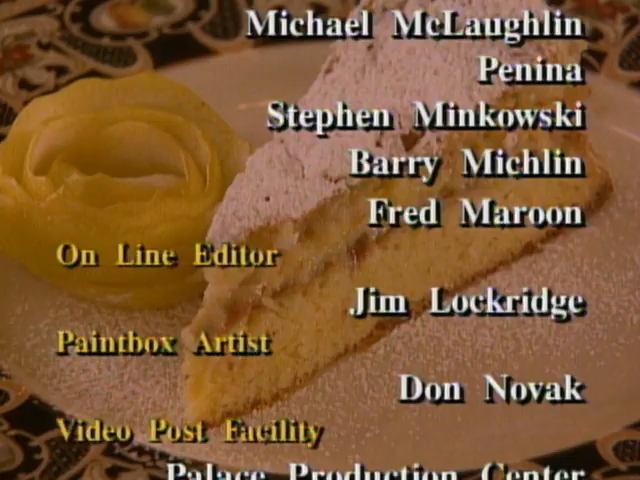 Michael McLaughlin
Penina
Stephen Minkowski
Barry Michlin
Fred Maroon
On Line Editor
Jim Lockridge
Paintbox Artist
Don Novak
Video Post Facility
Palace Production Center